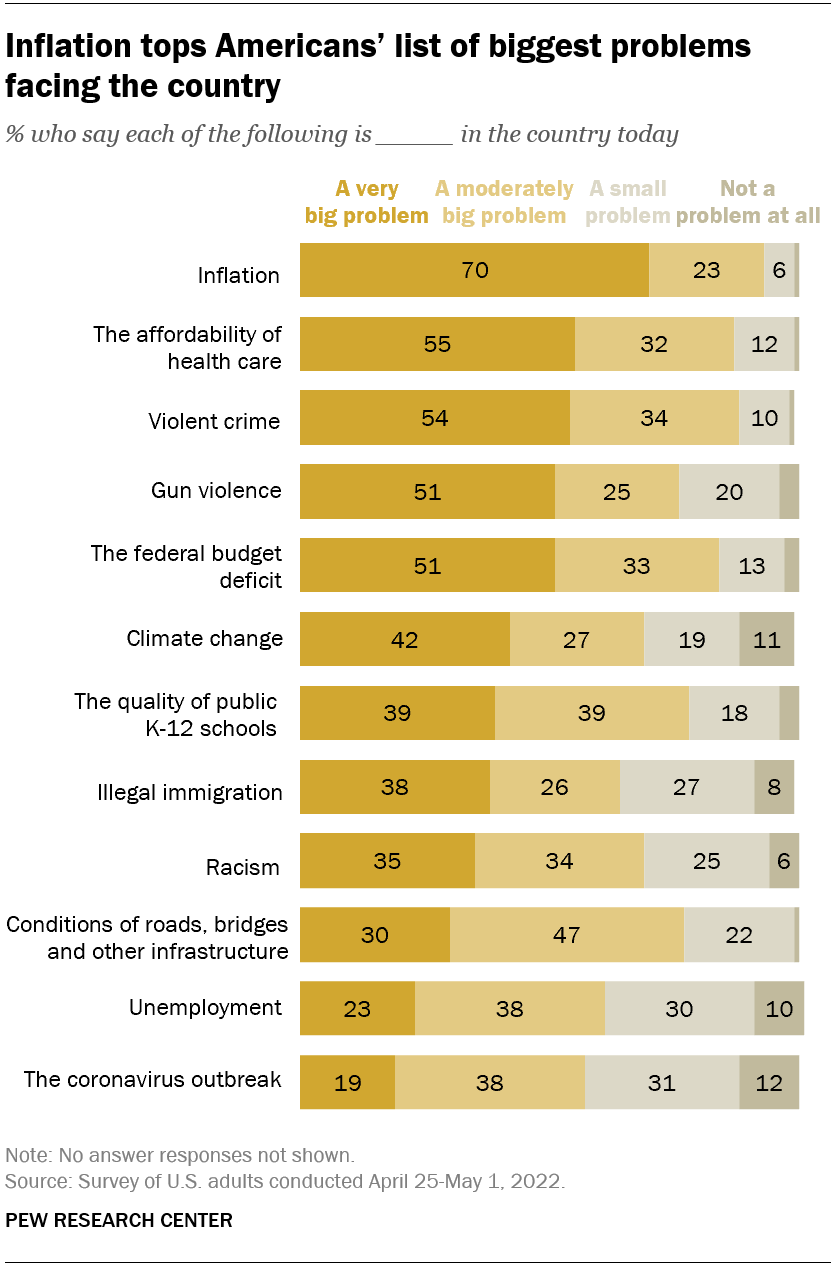 Inflation tops Americans’ list of biggest problems
facing the country
% who say each of the following is ______ in the country today
A very
big problem
A moderately
big problem
A small
problem
Not a
problem at all
Inflation
70 23 6
The affordability of
health care
55 32 12
Violent crime
54 34 10
Gun violence
51 25 20
The federal budget
deficit
51 33 13
Climate change
42 27 19 11
The quality of public
K-12 schools
39 39 18
Illegal immigration
38 26 27 8
Racism
35 34 25 6
Conditions of roads, bridges
and other infrastructure
30 47 22
Unemployment
23 38 30 10
The coronavirus outbreak
19 38 31 12
Note: No answer responses not shown.
Source: Survey of U.S. adults conducted April 25-May 1, 2022.
PEW RESEARCH CENTER